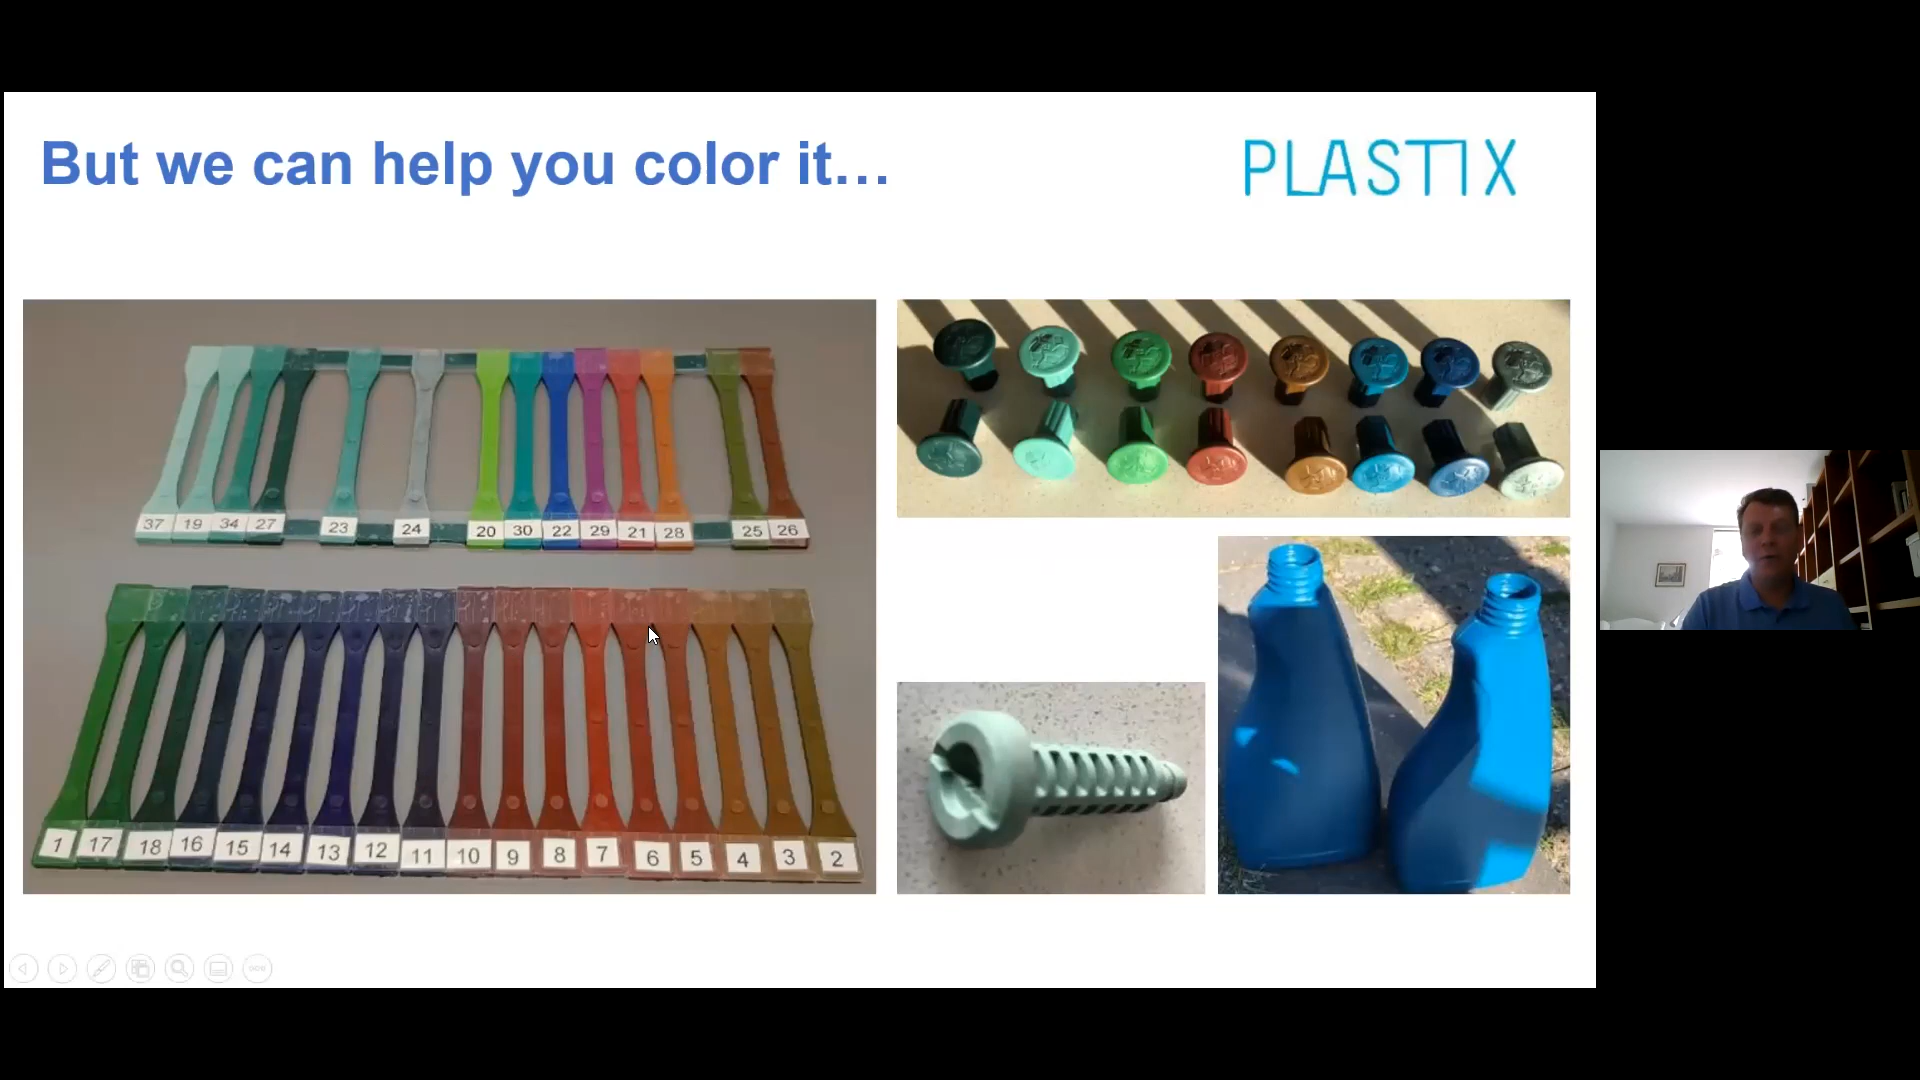 But we can help you color it...
PLASTIX
37 19 34 27 23 24 20 30 22 29 21 28 25 26
1 17 18 16 15 14 13 12 11 10 9 8 7 6 5 4 3 2